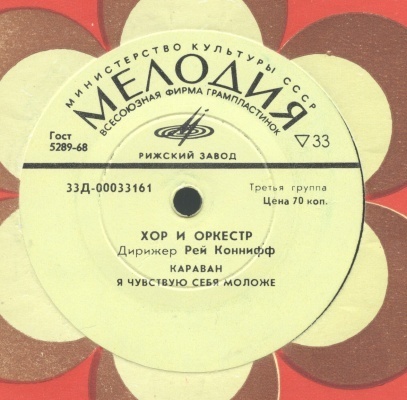 МИНИСТЕРСТВО КУЛЬТУРЫ СССР
МЕЛОДИЯ
ВСЕСОЮЗНАЯ ФИРМА ГРАМПЛАСТИНОК
Гост
5289-68
▽33
РИЖСКИЙ ЗАВОД
33Д-00033161
Третья группа
Цена 70 коп.
ХОР И ОРКЕСТР
Дирижер Рей Коннифф
КАРАВАН
Я ЧУВСТВУЮ СЕБЯ МОЛОЖЕ